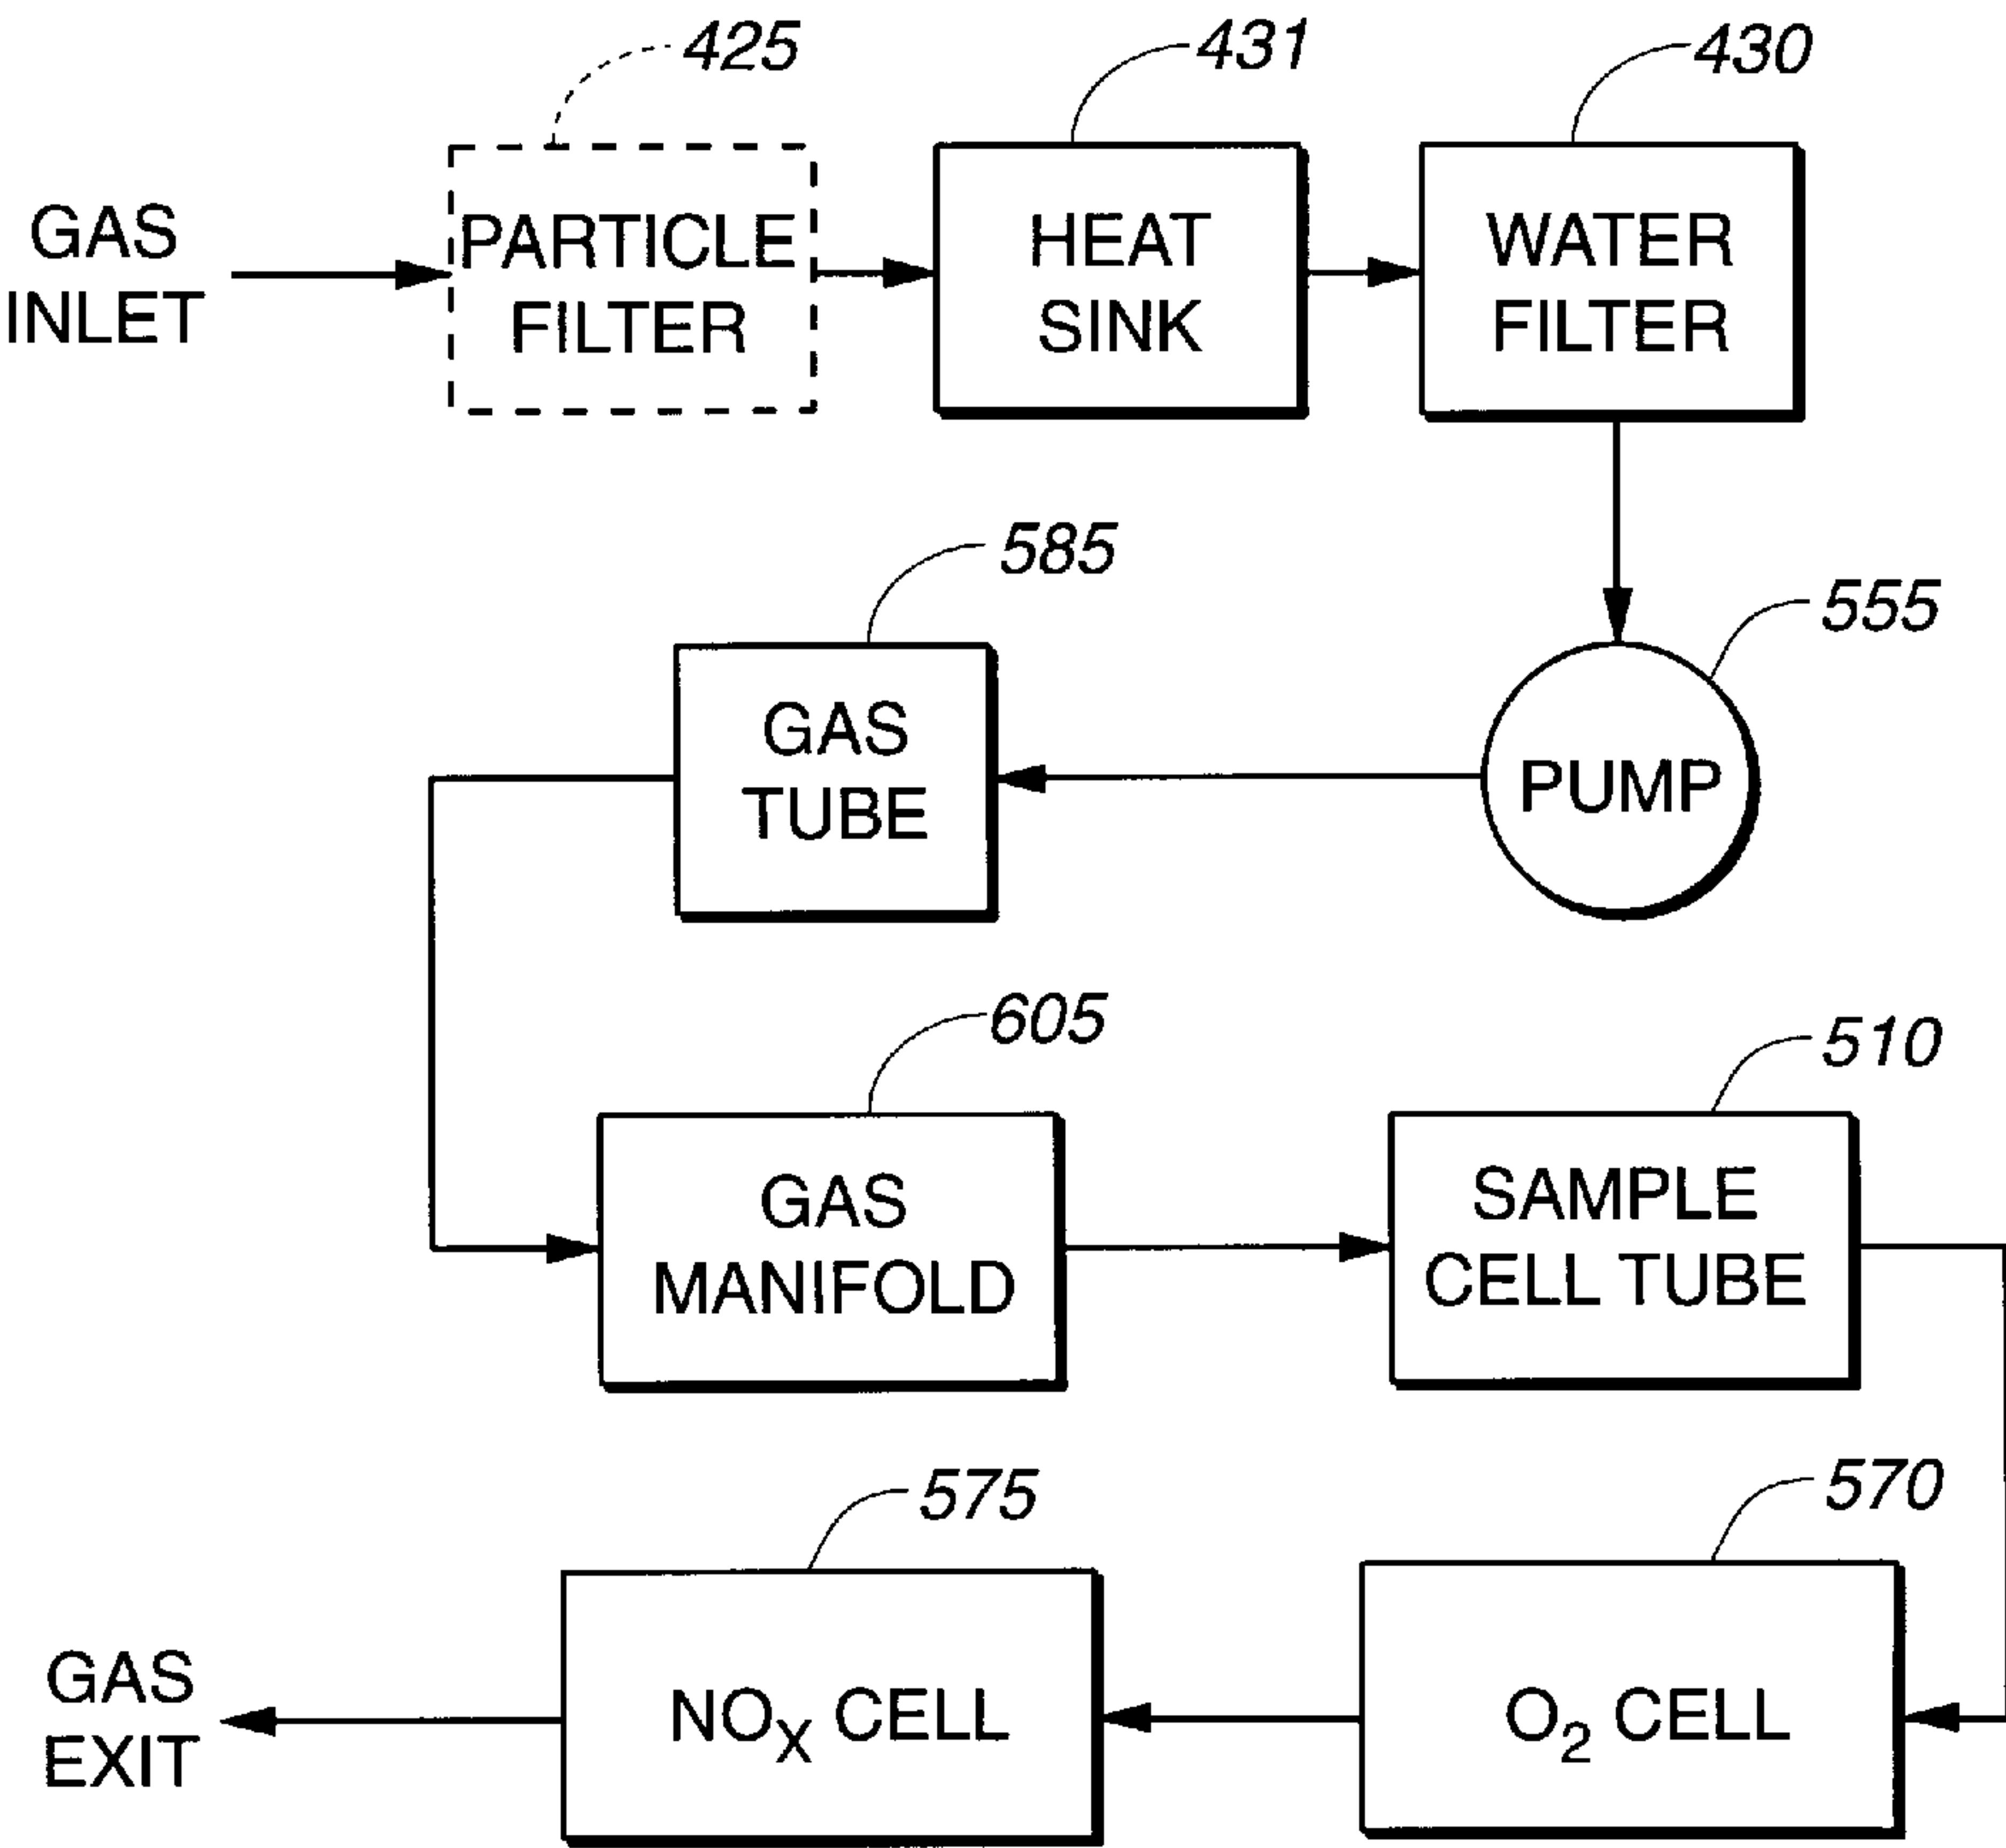 425
431
430
GAS
INLET
PARTICLE
FILTER
HEAT
SINK
WATER
FILTER
585
555
GAS
TUBE
PUMP
605
510
GAS
MANIFOLD
SAMPLE
CELL TUBE
575
570
GAS
EXIT
NOX CELL
O2 CELL